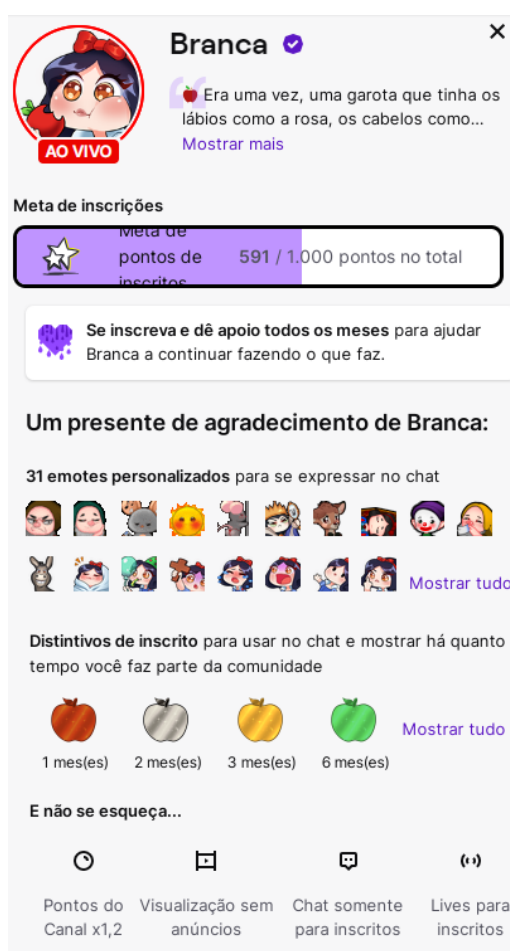 Branca
Era uma vez, uma garota que tinha os
lábios como a rosa, os cabelos como...
Mostrar mais
AO VIVO
Meta de inscrições
Meta de
pontos de
inscritos
591 / 1.000 pontos no total
Se inscreva e dê apoio todos os meses para ajudar
Branca a continuar fazendo o que faz.
Um presente de agradecimento de Branca:
31 emotes personalizados para se expressar no chat
Mostrar tudo
Distintivos de inscrito para usar no chat e mostrar há quanto
tempo você faz parte da comunidade
Mostrar tudo
1 mes(es) 2 mes(es) 3 mes(es) 6 mes(es)
E não se esqueça...
Pontos do
Canal x1,2
Visualização sem
anúncios
Chat somente
para inscritos
Lives para
inscritos